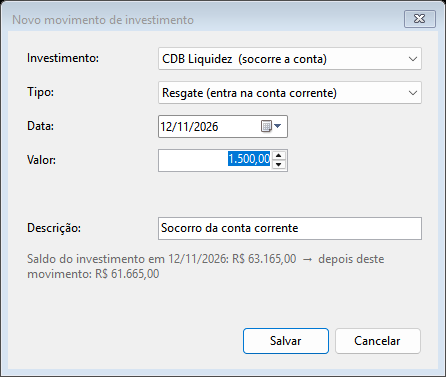 Novo movimento de investimento
Investimento: CDB Liquidez  (socorre a conta)
Tipo: Resgate (entra na conta corrente)
Data: 12/11/2026
Valor: 1.500,00
Descrição: Socorro da conta corrente
Saldo do investimento em 12/11/2026: R$ 63.165,00  →  depois deste
movimento: R$ 61.665,00
Salvar Cancelar